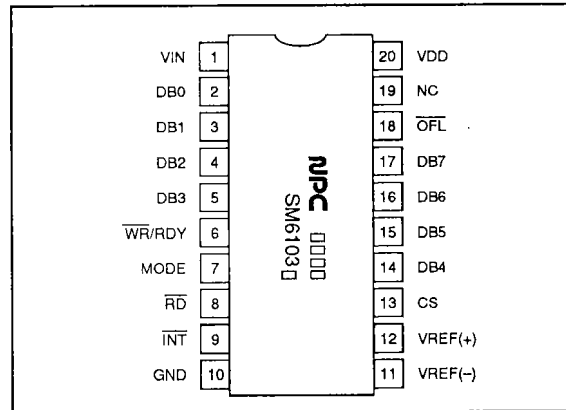 VIN 1 20 VDD
DB0 2 19 NC
DB1 3 18 OFL
DB2 4 17 DB7
DB3 5 16 DB6
WR/RDY 6 15 DB5
MODE 7 14 DB4
RD 8 13 CS
INT 9 12 VREF(+)
GND 10 11 VREF(−)
NPC
SM6103